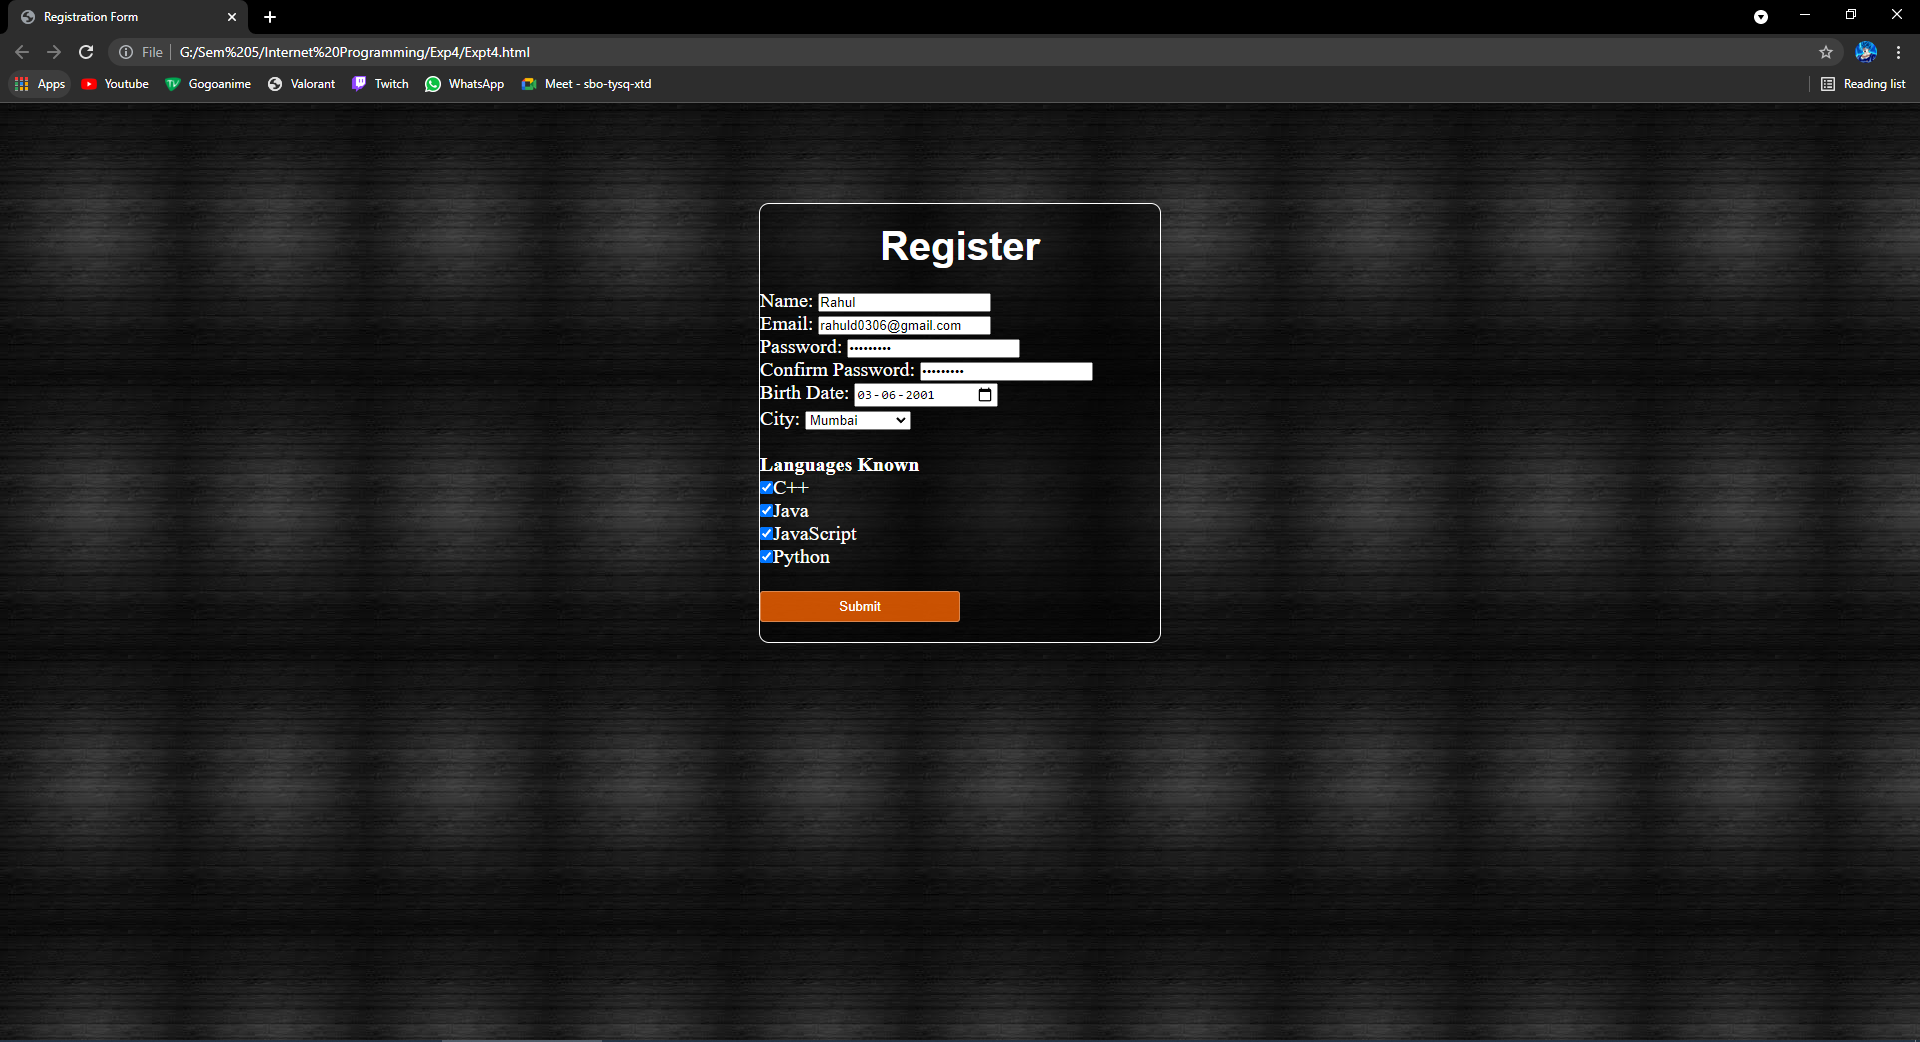 Registration Form
File G:/Sem%205/Internet%20Programming/Exp4/Expt4.html
Apps Youtube Gogoanime Valorant Twitch WhatsApp Meet - sbo-tysq-xtd Reading list
Register
Name: Rahul
Email: rahuld0306@gmail.com
Password: •••••••••
Confirm Password: •••••••••
Birth Date: 03-06-2001
City: Mumbai
Languages Known
C++
Java
JavaScript
Python
Submit